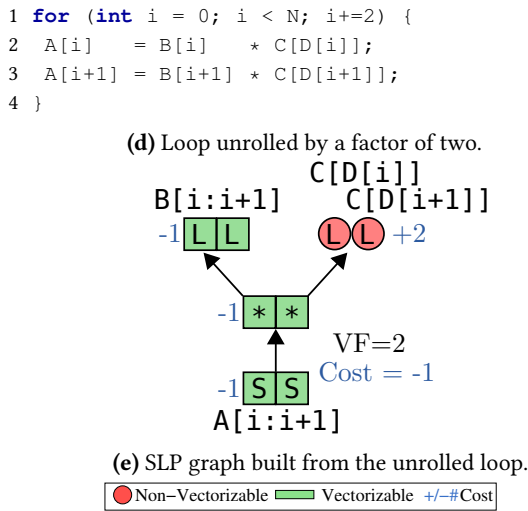 1 for (int i = 0; i < N; i+=2) {
2 A[i] = B[i] * C[D[i]];
3 A[i+1] = B[i+1] * C[D[i+1]];
4 }
(d) Loop unrolled by a factor of two.
C[D[i]]
B[i:i+1] C[D[i+1]]
-1 L L L L +2
-1 * *
VF=2
Cost = -1
-1 S S
A[i:i+1]
(e) SLP graph built from the unrolled loop.
Non−Vectorizable Vectorizable +/−#Cost